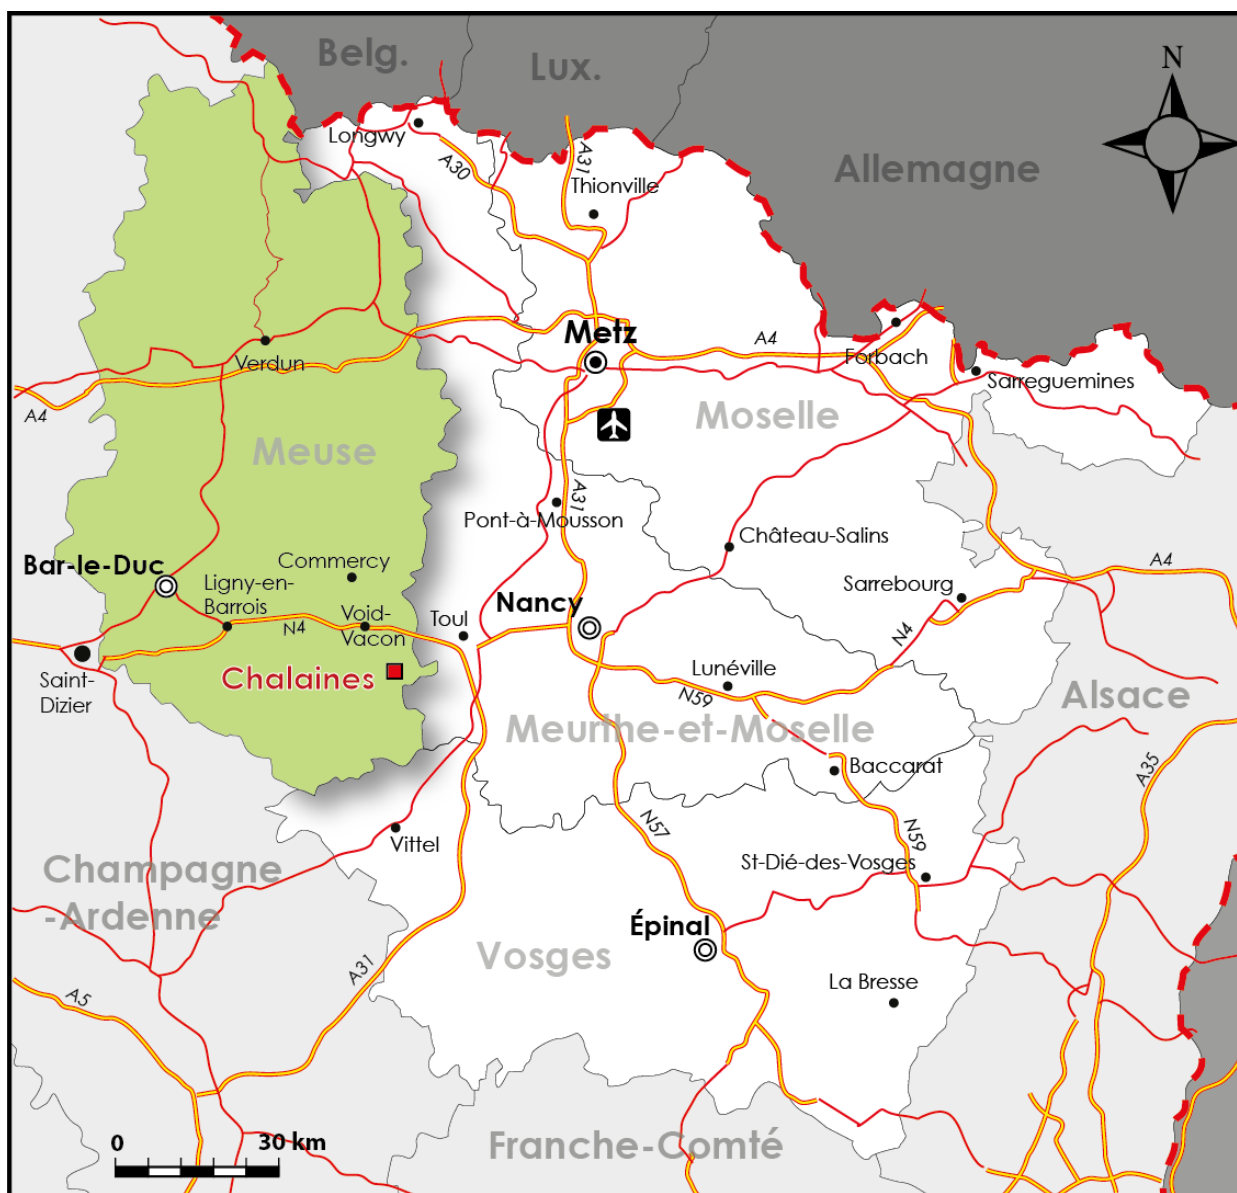 Belg.
Lux.
N
Longwy
A30
A31
Thionville
Allemagne
Metz
A4
Forbach
Sarreguemines
Verdun
A4
Moselle
Meuse
A31
Pont-à-Mousson
Château-Salins
Commercy
Bar-le-Duc
Ligny-en-
Barrois
Sarrebourg
A4
Nancy
Void-
Vacon
N4
Toul
N4
Saint-
Dizier
Chalaines
Lunéville
N59
Alsace
Meurthe-et-Moselle
Baccarat
A35
N57
N59
Vittel
St-Dié-des-Vosges
Champagne
-Ardenne
Épinal
Vosges
A31
La Bresse
A5
0
30 km
Franche-Comté